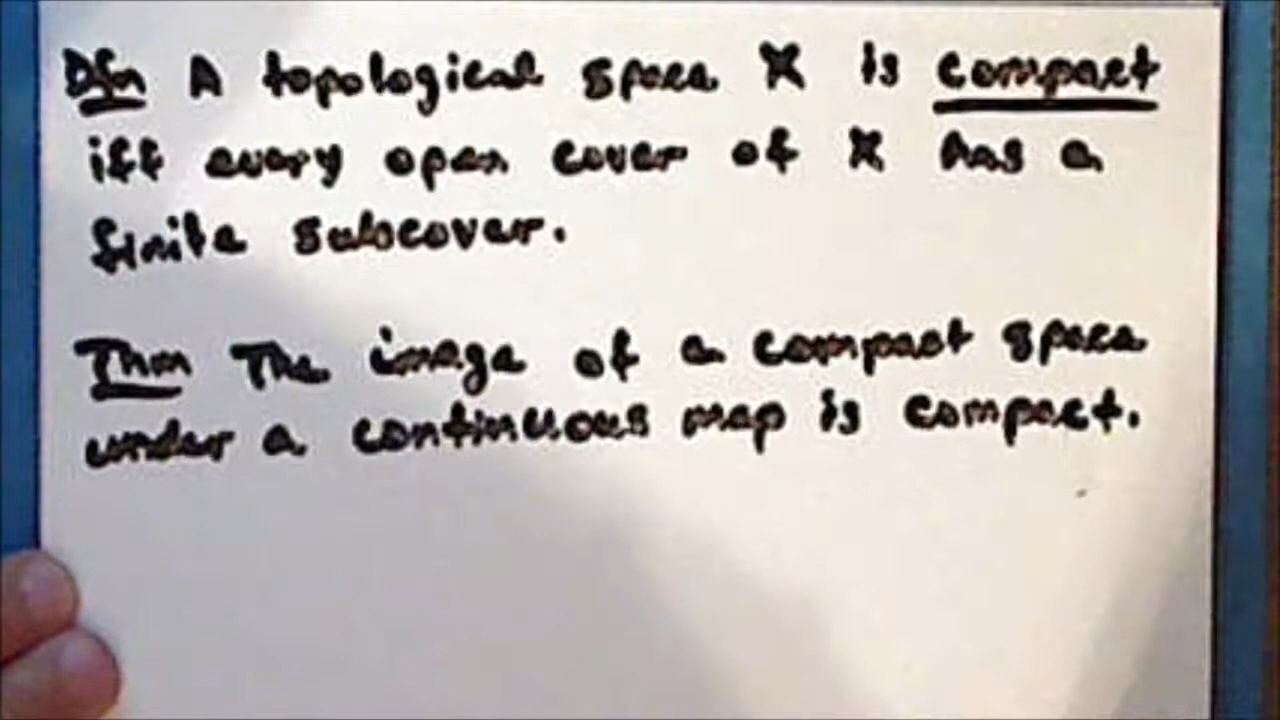 Dfn A topological space X is compact
iff every open cover of X has a
finite subcover.
Thm The image of a compact space
under a continuous map is compact.